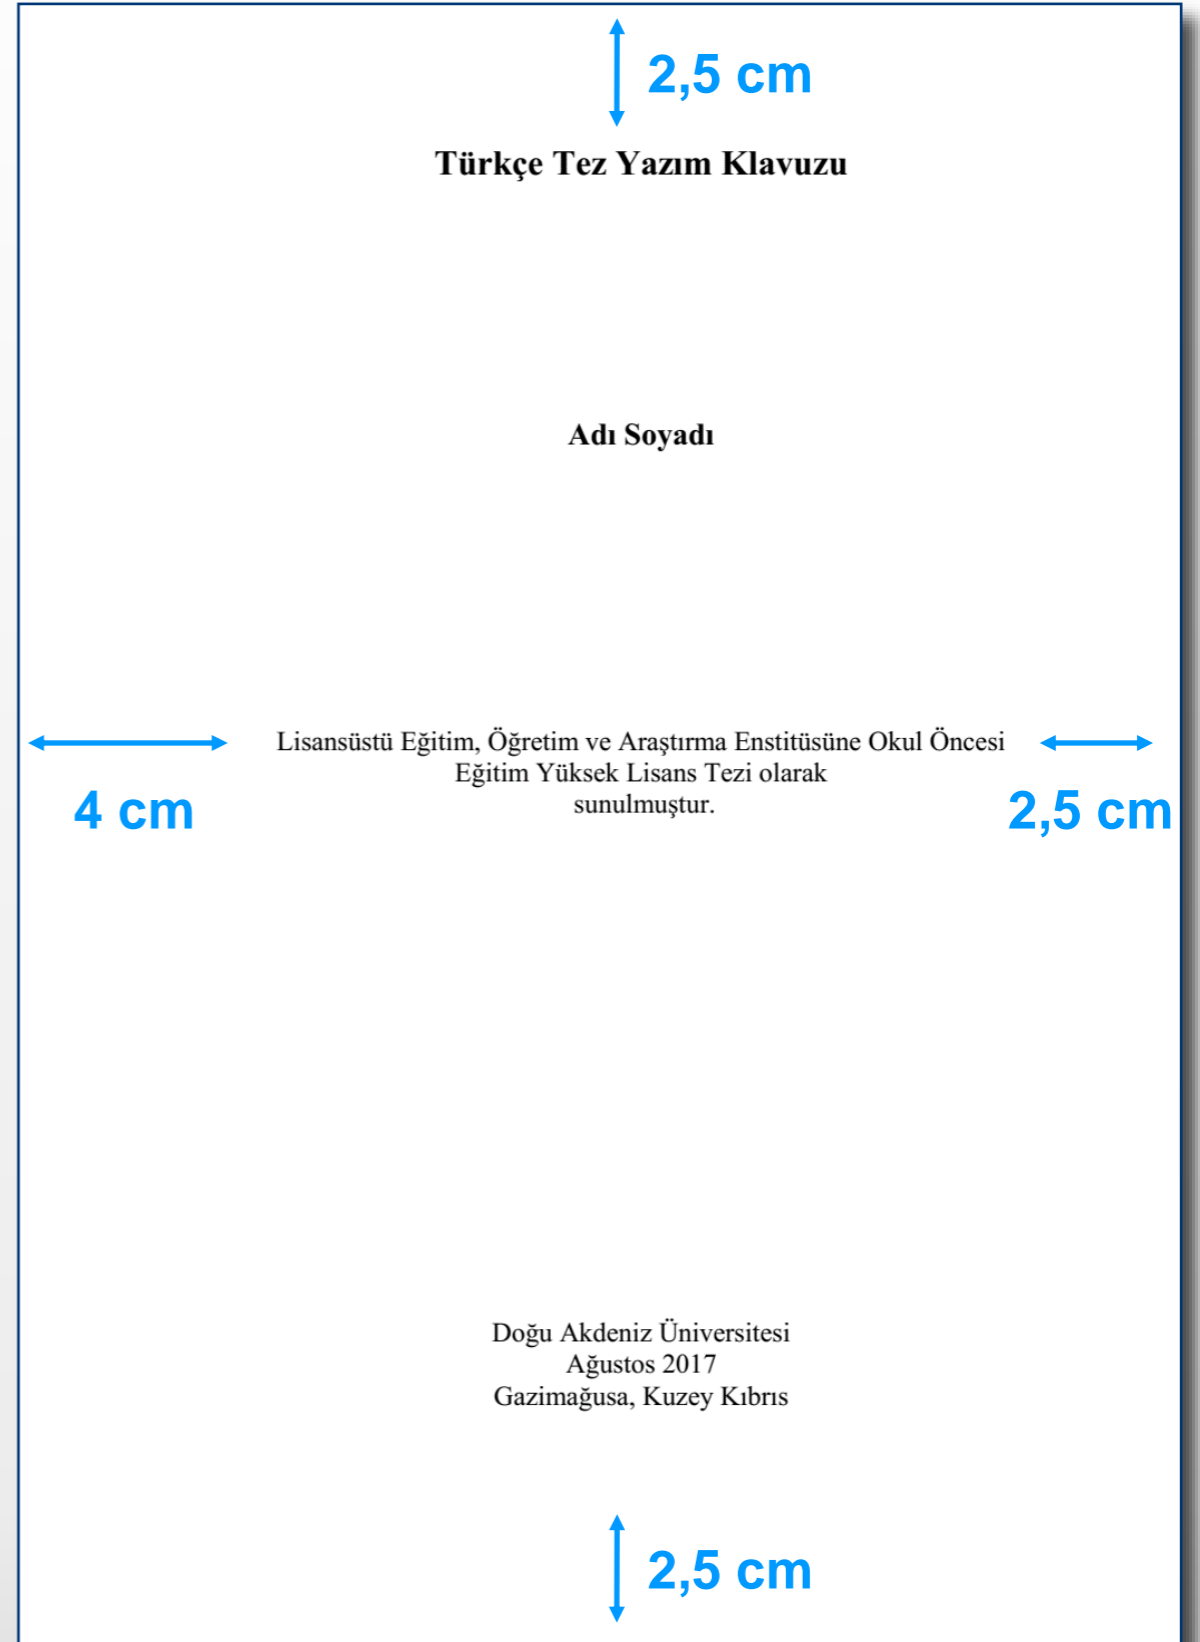 2,5 cm
Türkçe Tez Yazım Klavuzu
Adı Soyadı
Lisansüstü Eğitim, Öğretim ve Araştırma Enstitüsüne Okul Öncesi
Eğitim Yüksek Lisans Tezi olarak
sunulmuştur.
4 cm
2,5 cm
Doğu Akdeniz Üniversitesi
Ağustos 2017
Gazimağusa, Kuzey Kıbrıs
2,5 cm